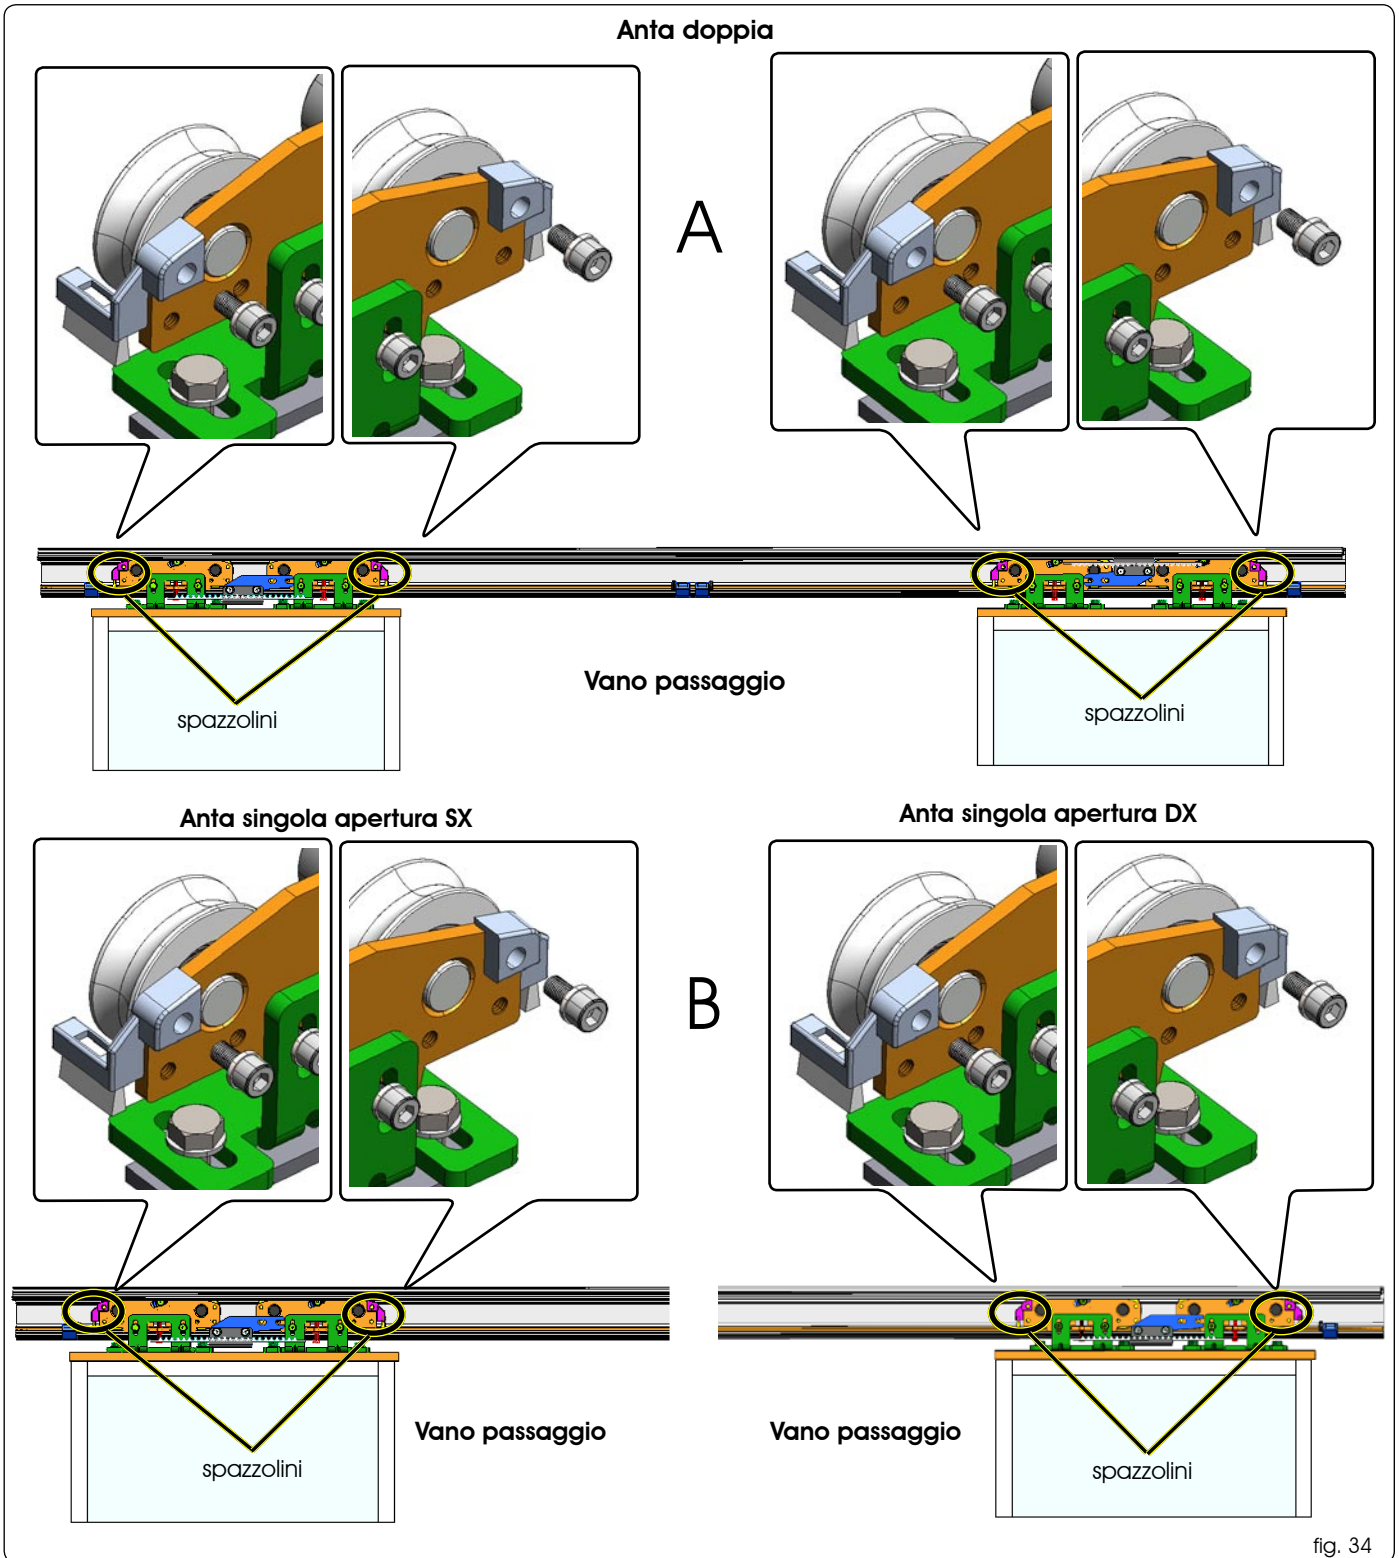 Anta doppia
A
Vano passaggio
spazzolini
spazzolini
Anta singola apertura SX
Anta singola apertura DX
B
Vano passaggio
Vano passaggio
spazzolini
spazzolini
fig. 34